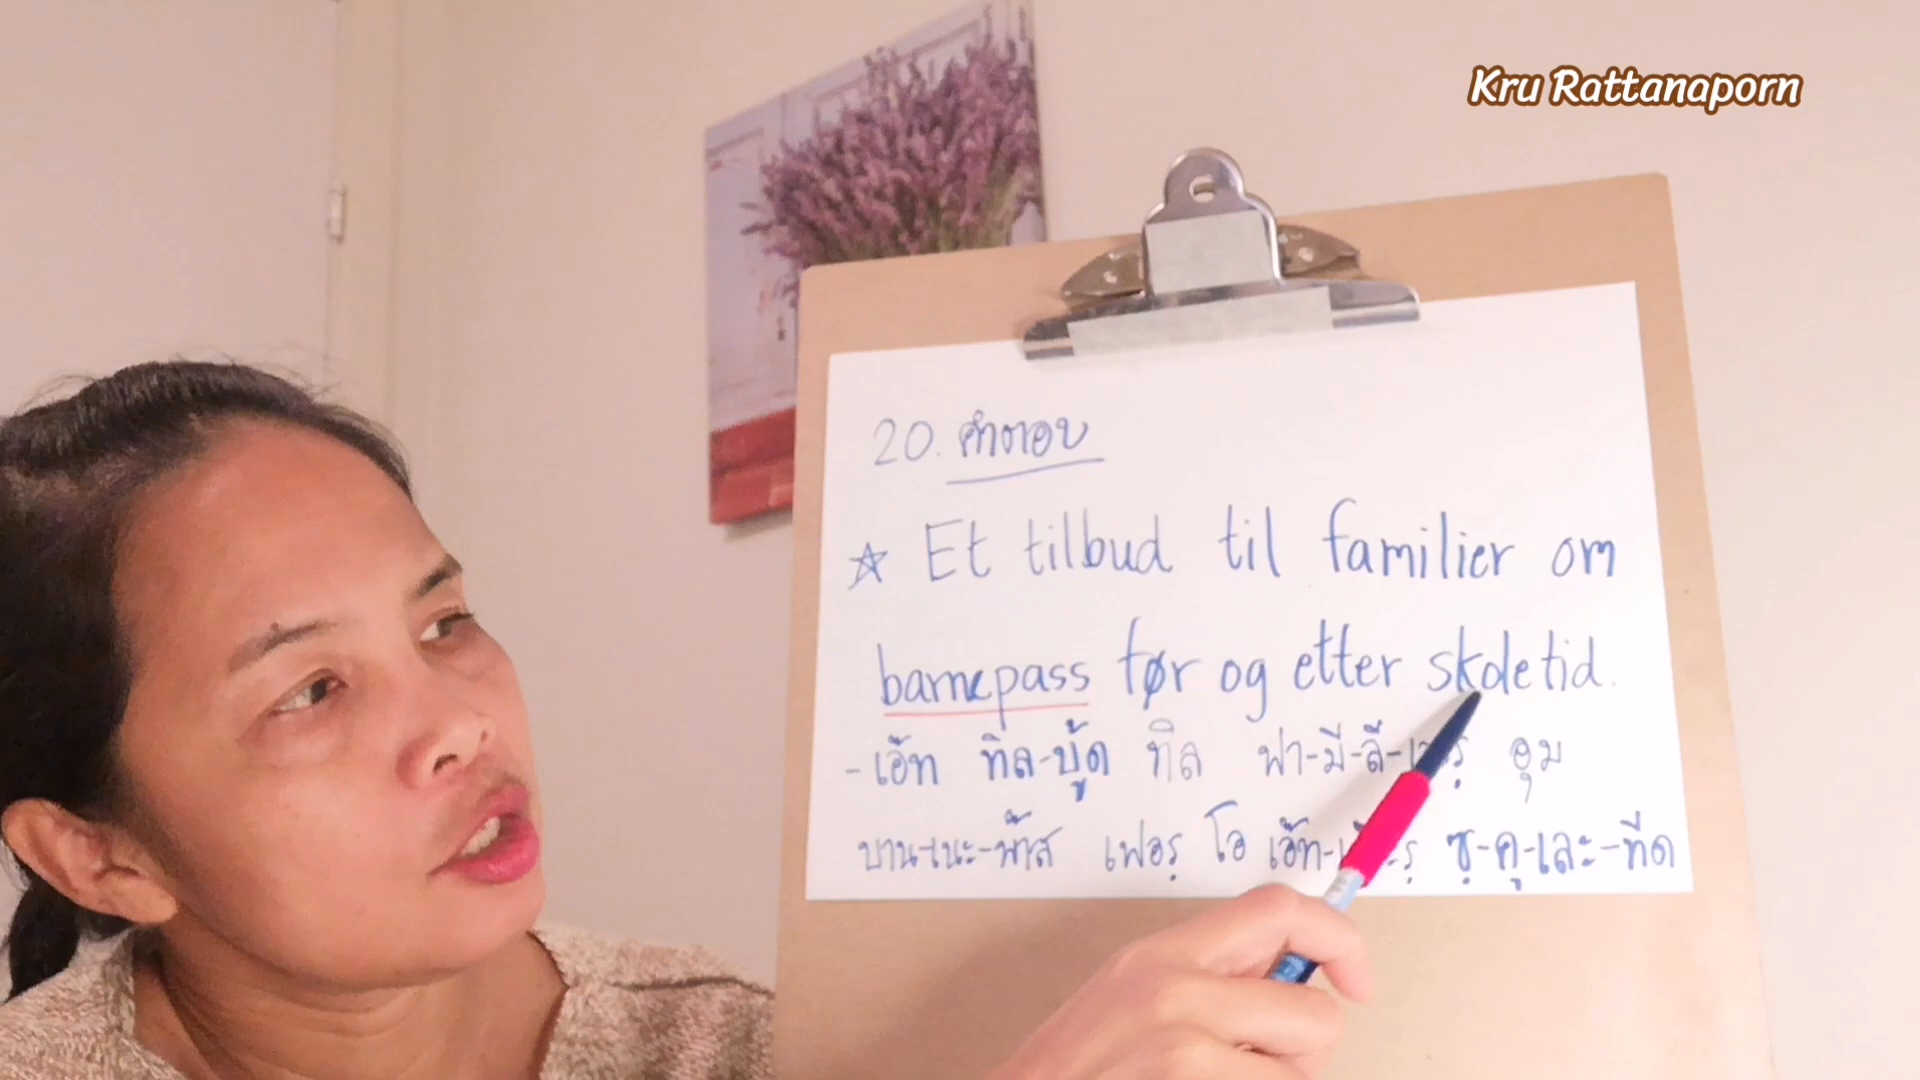 Kru Rattanaporn
20. คำตอบ
☆ Et tilbud til familier om
barnepass før og etter skoletid.
- เอ็ท ทิล-บู้ด ทิล ฟา-มี-ลี- อุม
บาน-เนะ-พ้าส เฟอรฺ โอ ซฺ-คู-เละ-ทีด